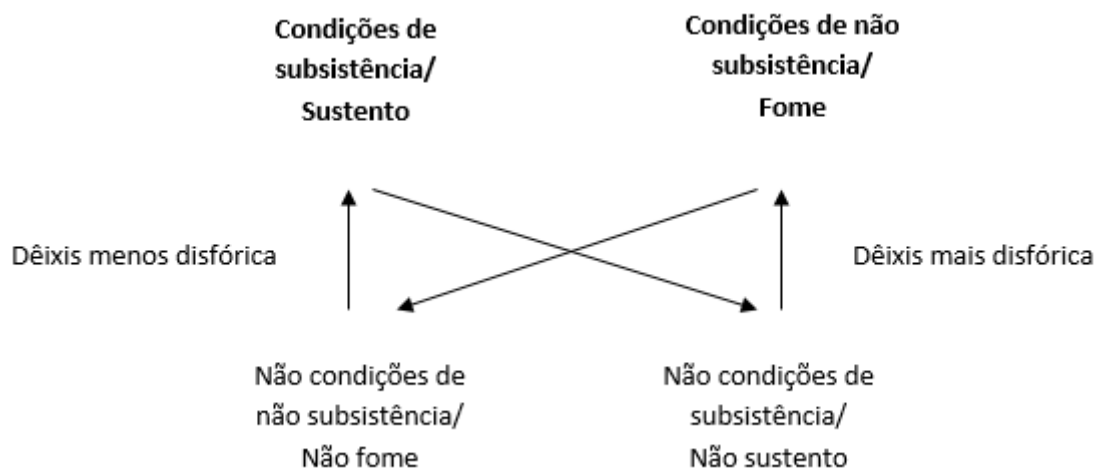 Condições de
subsistência/
Sustento
Condições de não
subsistência/
Fome
Dêixis menos disfórica
Dêixis mais disfórica
Não condições de
não subsistência/
Não fome
Não condições de
subsistência/
Não sustento